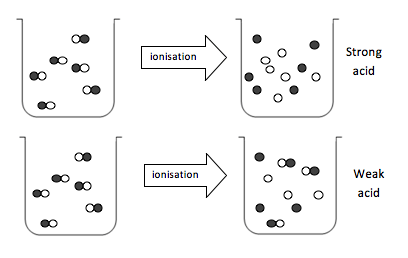 ionisation
Strong
acid
ionisation
Weak
acid